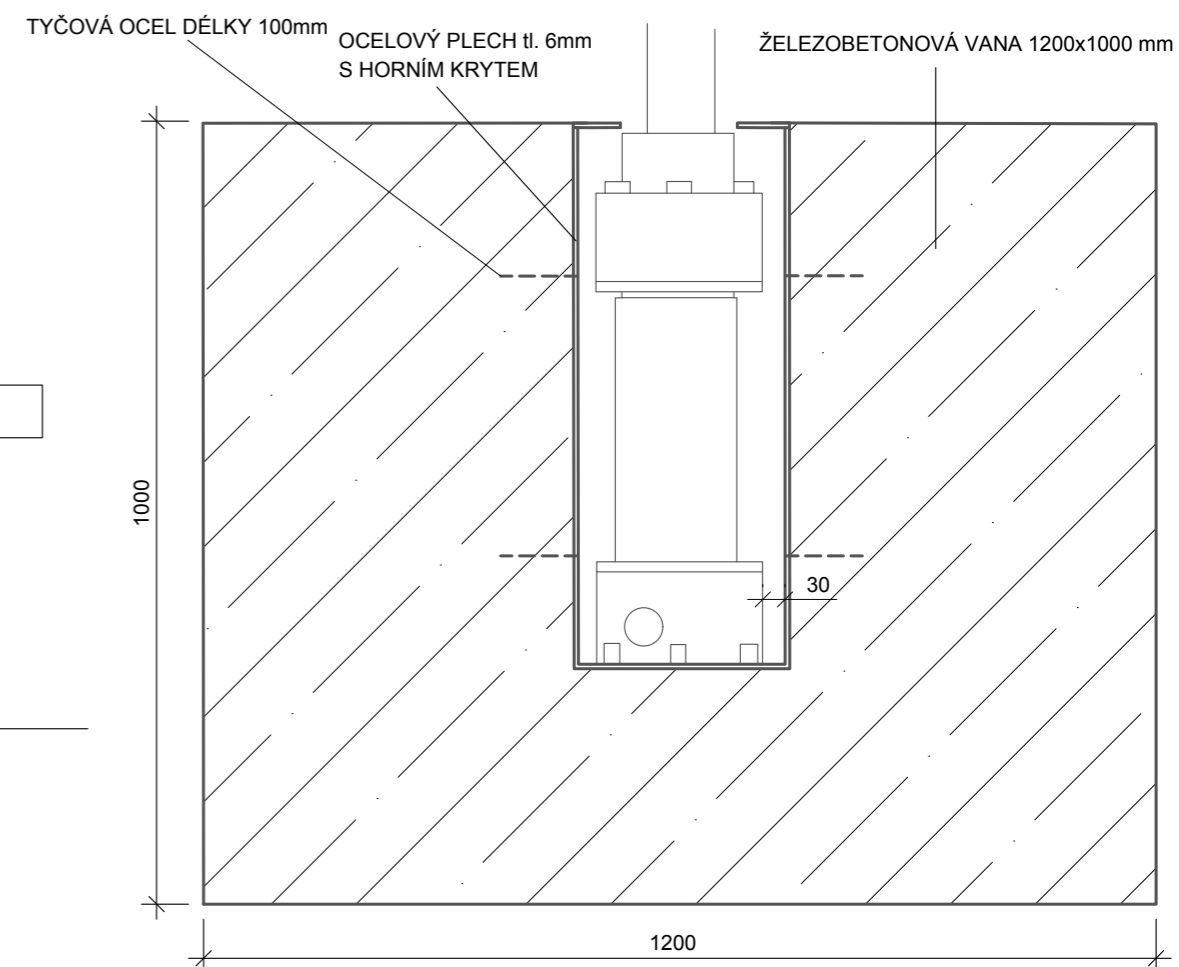 TYČOVÁ OCEL DÉLKY 100mm
OCELOVÝ PLECH tl. 6mm
S HORNÍM KRYTEM
ŽELEZOBETONOVÁ VANA 1200x1000 mm
1000
30
1200